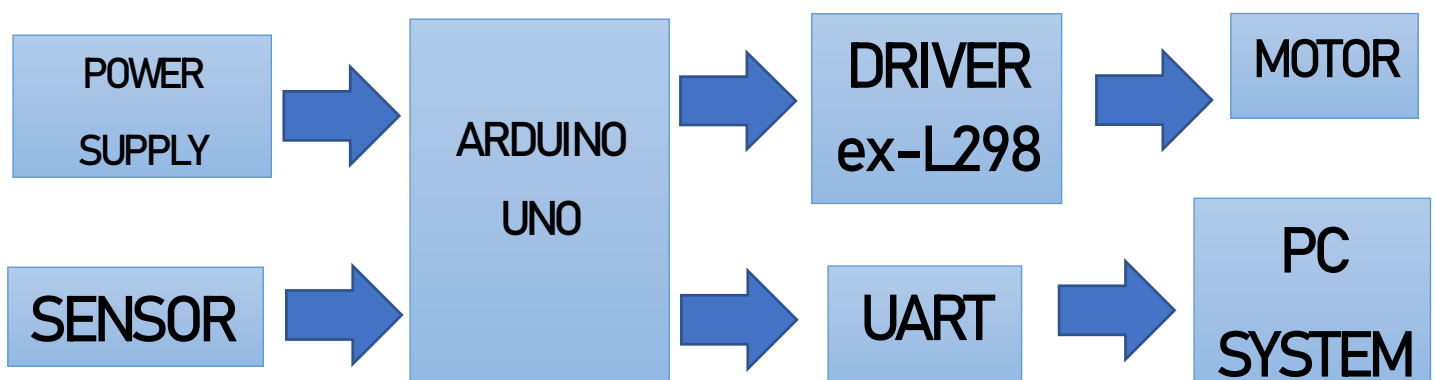 POWER
SUPPLY
SENSOR
ARDUINO
UNO
DRIVER
ex-L298
MOTOR
UART
PC
SYSTEM